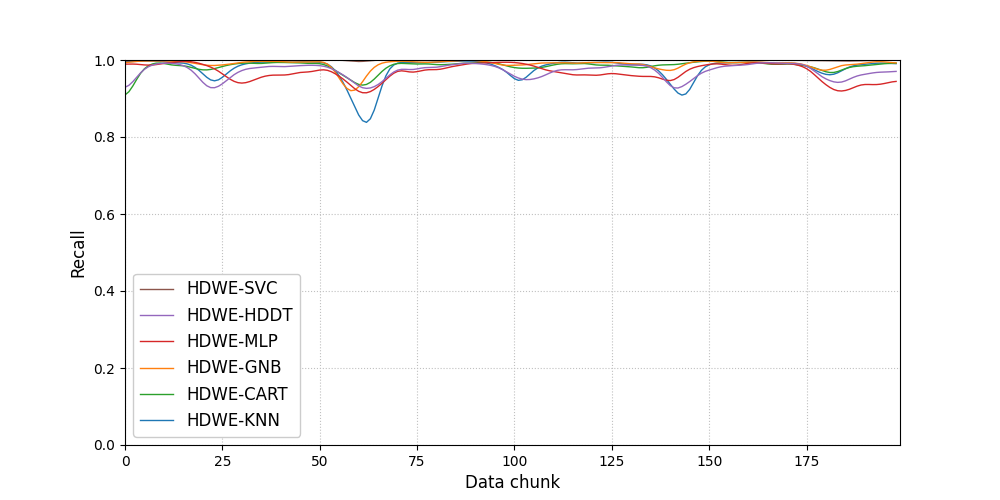 1.0
0.8
0.6
0.4
0.2
0.0
Recall
HDWE-SVC
HDWE-HDDT
HDWE-MLP
HDWE-GNB
HDWE-CART
HDWE-KNN
0 25 50 75 100 125 150 175
Data chunk